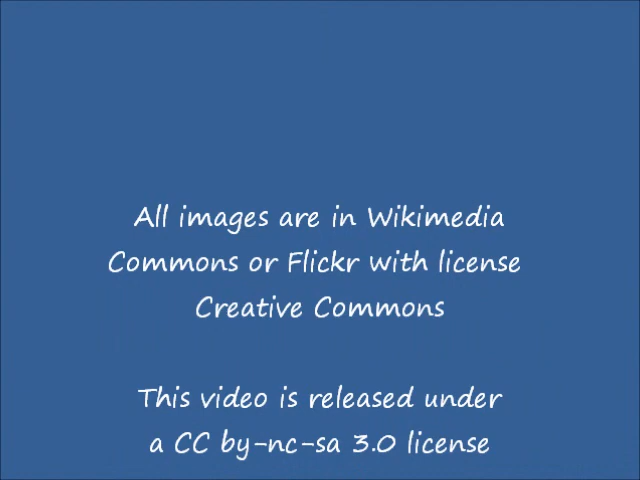 All images are in Wikimedia
Commons or Flickr with license
Creative Commons
This video is released under
a CC by-nc-sa 3.0 license